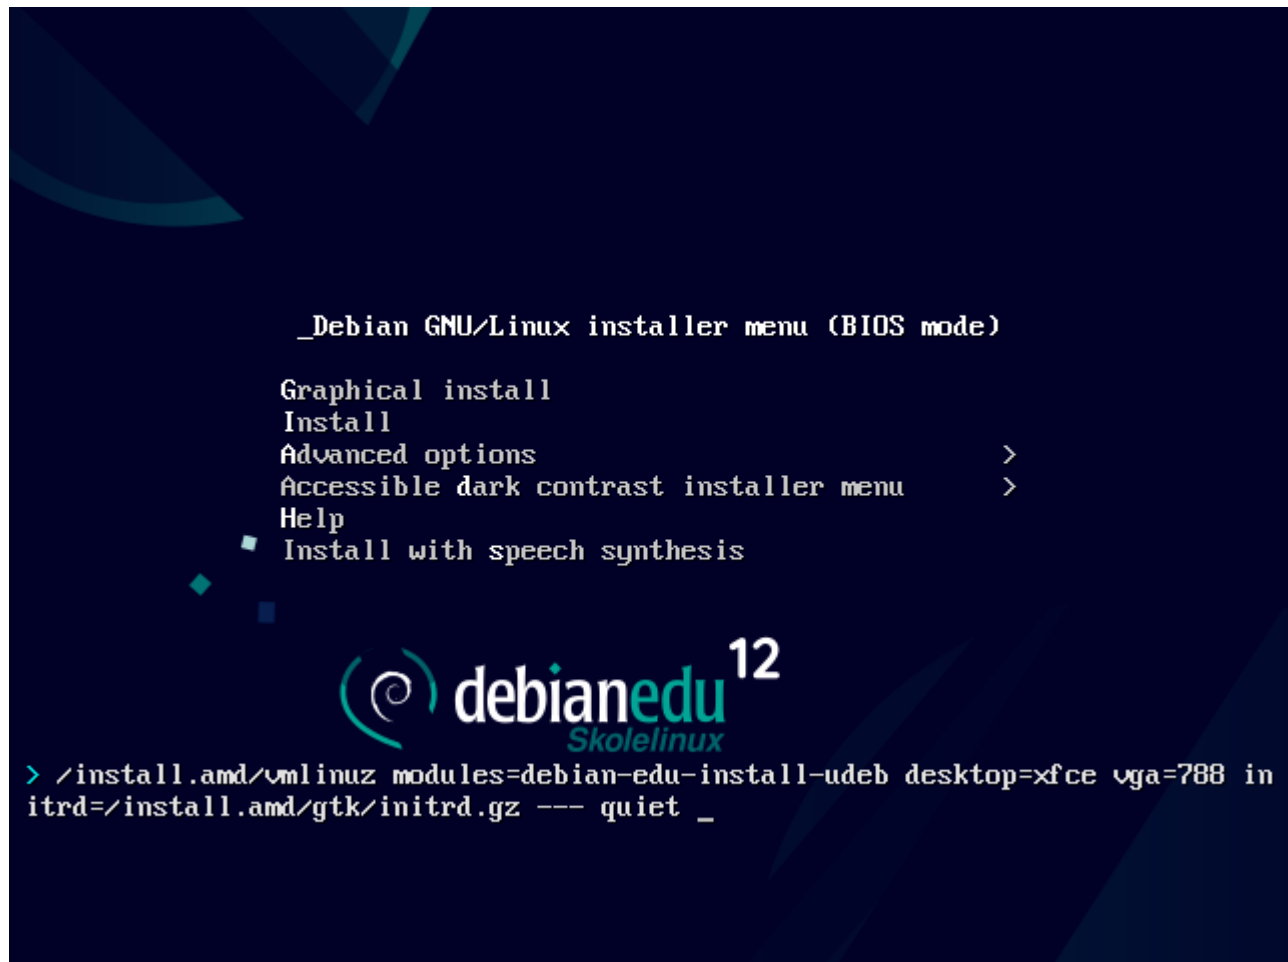 _Debian GNU/Linux installer menu (BIOS mode)
Graphical install
Install
Advanced options >
Accessible dark contrast installer menu >
Help
Install with speech synthesis
debianedu 12
Skolelinux
> /install.amd/vmlinuz modules=debian-edu-install-udeb desktop=xfce vga=788 in
itrd=/install.amd/gtk/initrd.gz --- quiet _